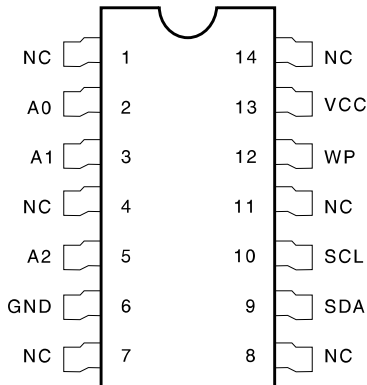 NC 1 14 NC
A0 2 13 VCC
A1 3 12 WP
NC 4 11 NC
A2 5 10 SCL
GND 6 9 SDA
NC 7 8 NC